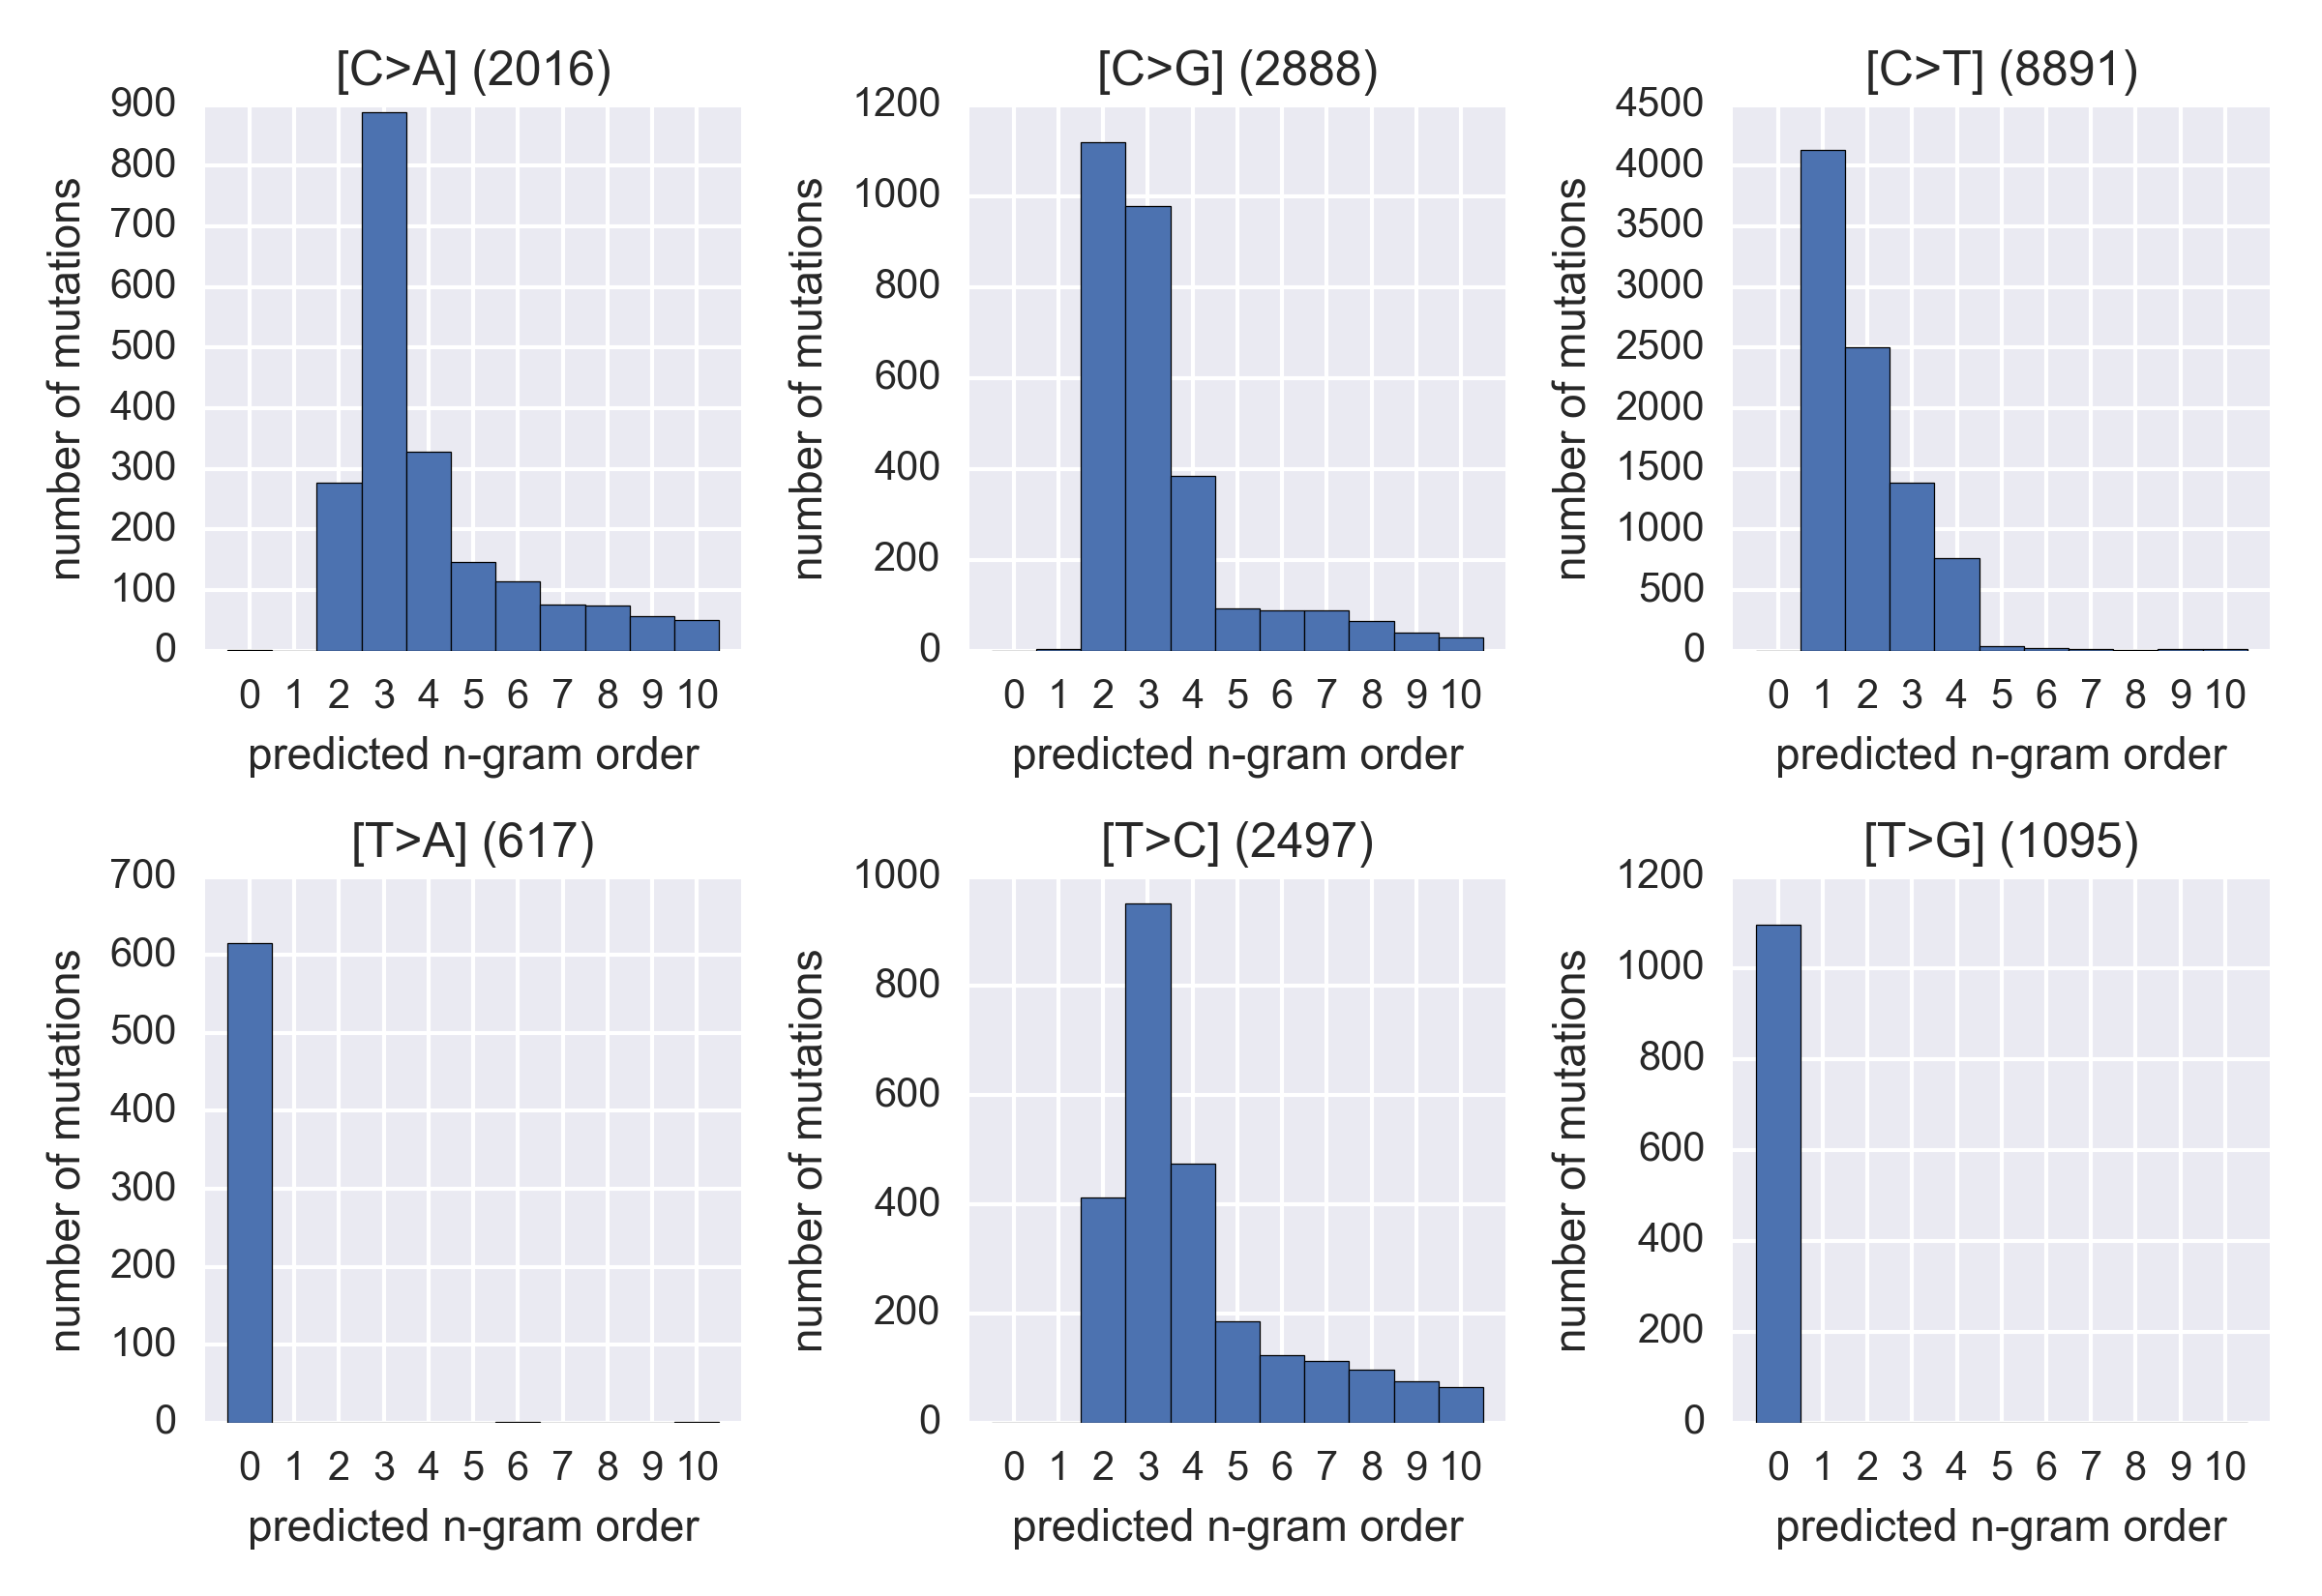 [C>A] (2016)
900
800
700
600
500
400
300
200
100
0
number of mutations
0 1 2 3 4 5 6 7 8 9 10
predicted n-gram order
[C>G] (2888)
1200
1000
800
600
400
200
0
number of mutations
0 1 2 3 4 5 6 7 8 9 10
predicted n-gram order
[C>T] (8891)
4500
4000
3500
3000
2500
2000
1500
1000
500
0
number of mutations
0 1 2 3 4 5 6 7 8 9 10
predicted n-gram order
[T>A] (617)
700
600
500
400
300
200
100
0
number of mutations
0 1 2 3 4 5 6 7 8 9 10
predicted n-gram order
[T>C] (2497)
1000
800
600
400
200
0
number of mutations
0 1 2 3 4 5 6 7 8 9 10
predicted n-gram order
[T>G] (1095)
1200
1000
800
600
400
200
0
number of mutations
0 1 2 3 4 5 6 7 8 9 10
predicted n-gram order